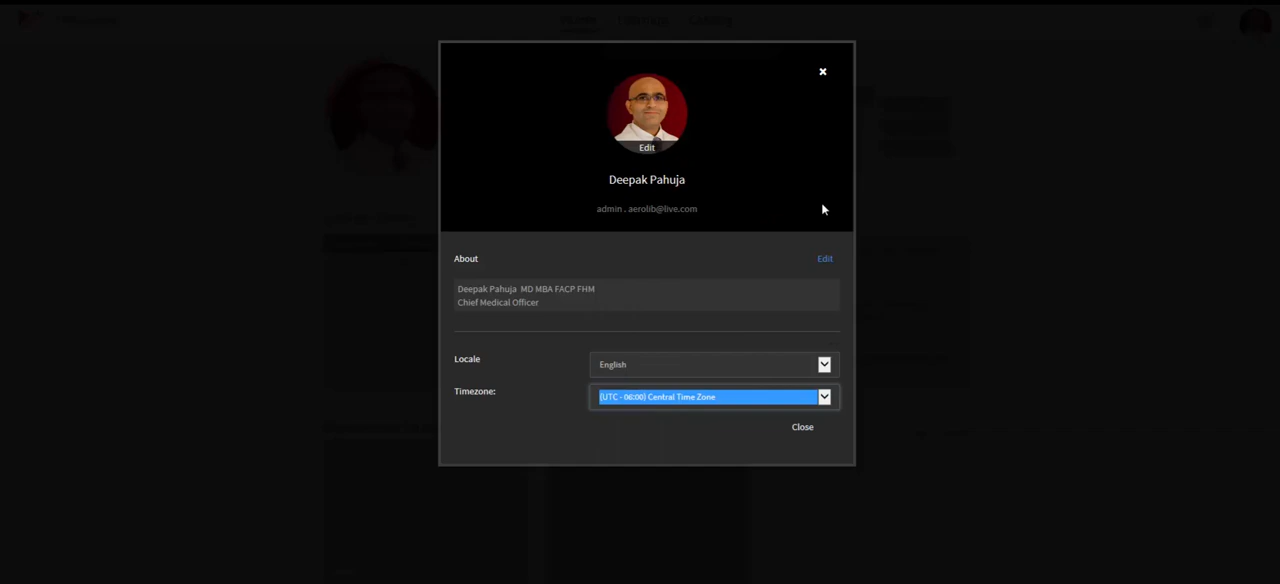 Edit
Deepak Pahuja
admin . aerolib@live.com
About
Edit
Deepak Pahuja MD MBA FACP FHM
Chief Medical Officer
Locale
English
Timezone:
(UTC - 06:00) Central Time Zone
Close